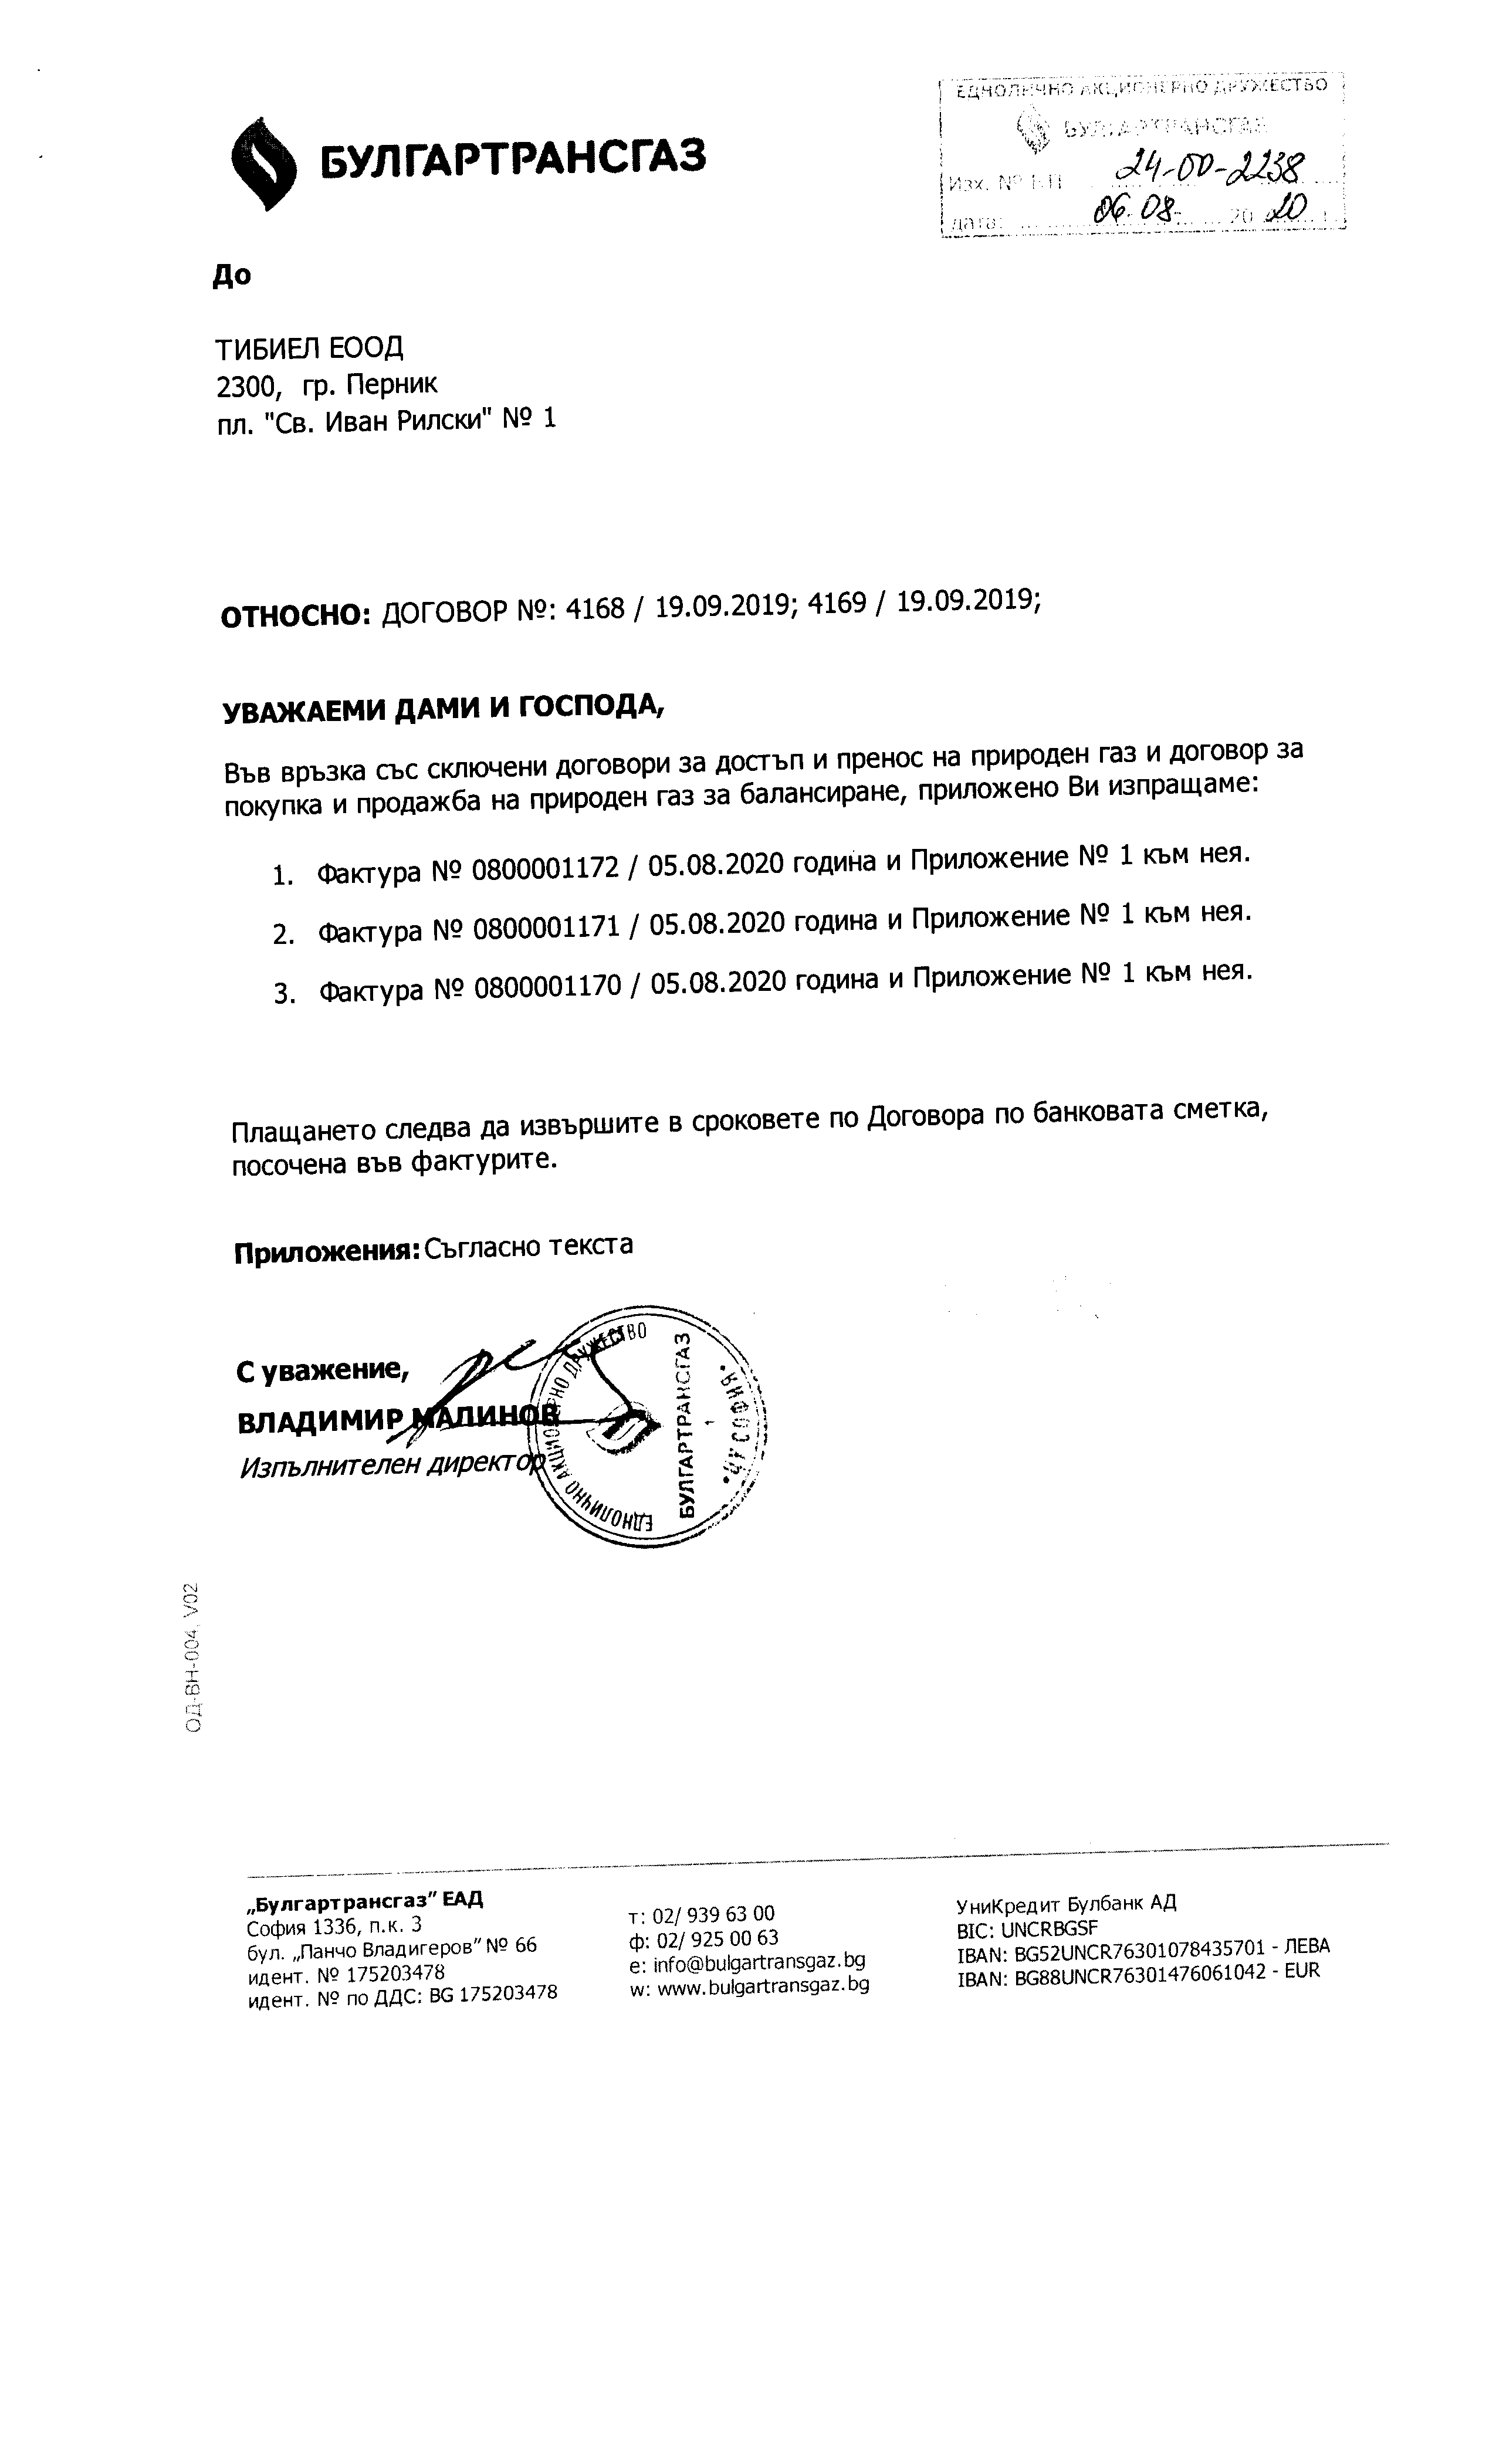 ЕДНОЛИЧНО АКЦИОНЕРНО ДРУЖЕСТВО
БУЛГАРТРАНСГАЗ
Изх. № 24-00-2238
дата: 06.08. 2020
БУЛГАРТРАНСГАЗ
До
ТИБИЕЛ ЕООД
2300, гр. Перник
пл. "Св. Иван Рилски" № 1
ОТНОСНО: ДОГОВОР №: 4168 / 19.09.2019; 4169 / 19.09.2019;
УВАЖАЕМИ ДАМИ И ГОСПОДА,
Във връзка със сключени договори за достъп и пренос на природен газ и договор за
покупка и продажба на природен газ за балансиране, приложено Ви изпращаме:
1. Фактура № 0800001172 / 05.08.2020 година и Приложение № 1 към нея.
2. Фактура № 0800001171 / 05.08.2020 година и Приложение № 1 към нея.
3. Фактура № 0800001170 / 05.08.2020 година и Приложение № 1 към нея.
Плащането следва да извършите в сроковете по Договора по банковата сметка,
посочена във фактурите.
Приложения: Съгласно текста
С уважение,
ВЛАДИМИР МАЛИНОВ
Изпълнителен директор
ЕДНОЛИЧНО АКЦИОНЕРНО ДРУЖЕСТВО
БУЛГАРТРАНСГАЗ
1
СОФИЯ
ОД-ВН-004, V02
„Булгартрансгаз" ЕАД
София 1336, п.к. 3
бул. „Панчо Владигеров" № 66
идент. № 175203478
идент. № по ДДС: BG 175203478
т: 02/ 939 63 00
ф: 02/ 925 00 63
e: info@bulgartransgaz.bg
w: www.bulgartransgaz.bg
УниКредит Булбанк АД
BIC: UNCRBGSF
IBAN: BG52UNCR76301078435701 - ЛЕВА
IBAN: BG88UNCR76301476061042 - EUR